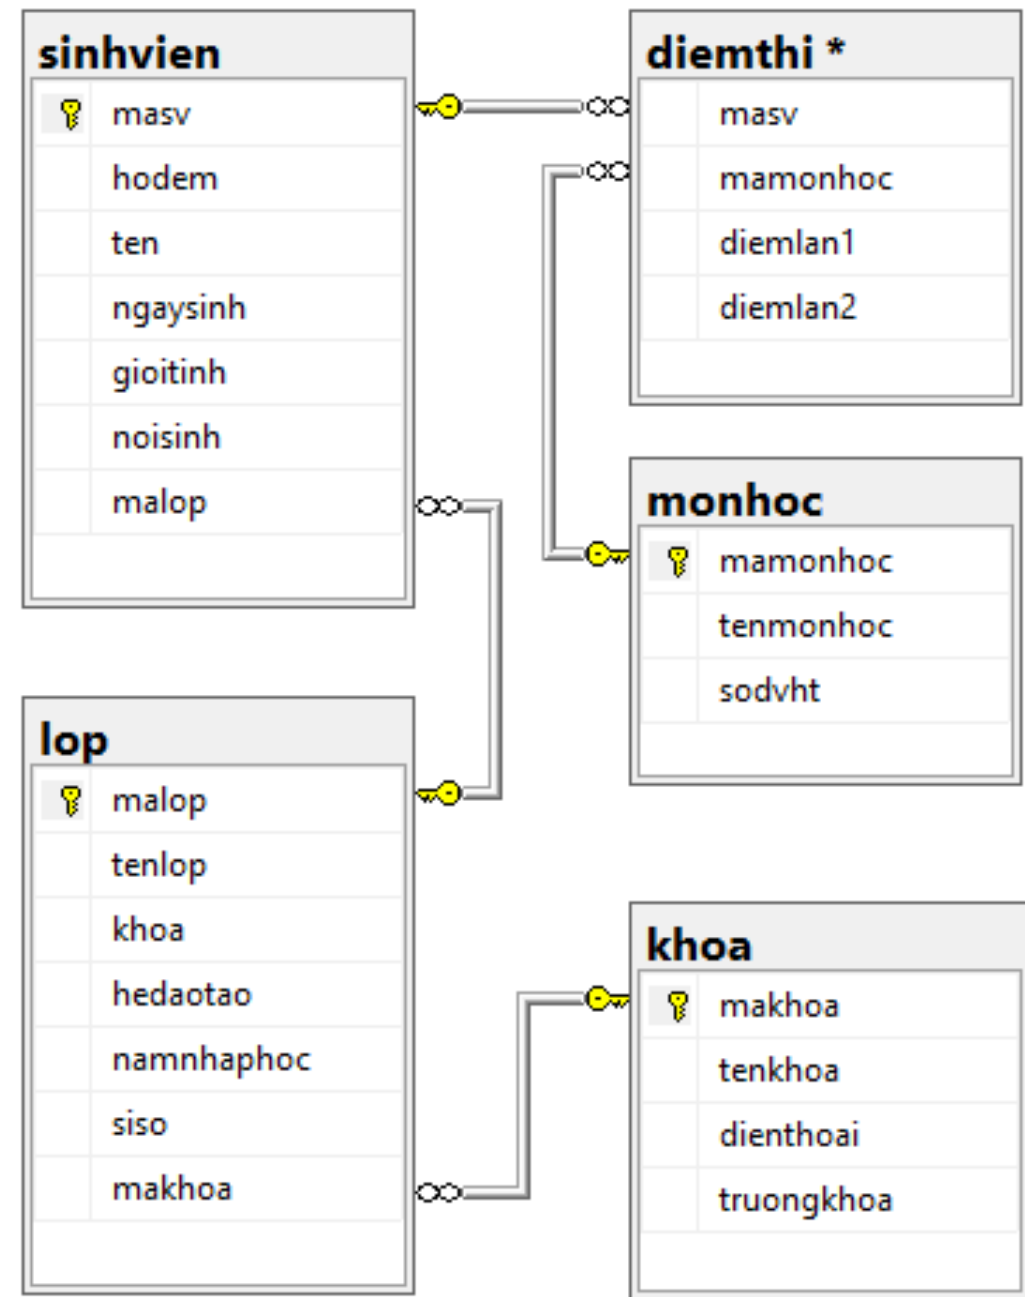 sinhvien
masv
hodem
ten
ngaysinh
gioitinh
noisinh
malop
diemthi *
masv
mamonhoc
diemlan1
diemlan2
monhoc
mamonhoc
tenmonhoc
sodvht
lop
malop
tenlop
khoa
hedaotao
namnhaphoc
siso
makhoa
khoa
makhoa
tenkhoa
dienthoai
truongkhoa